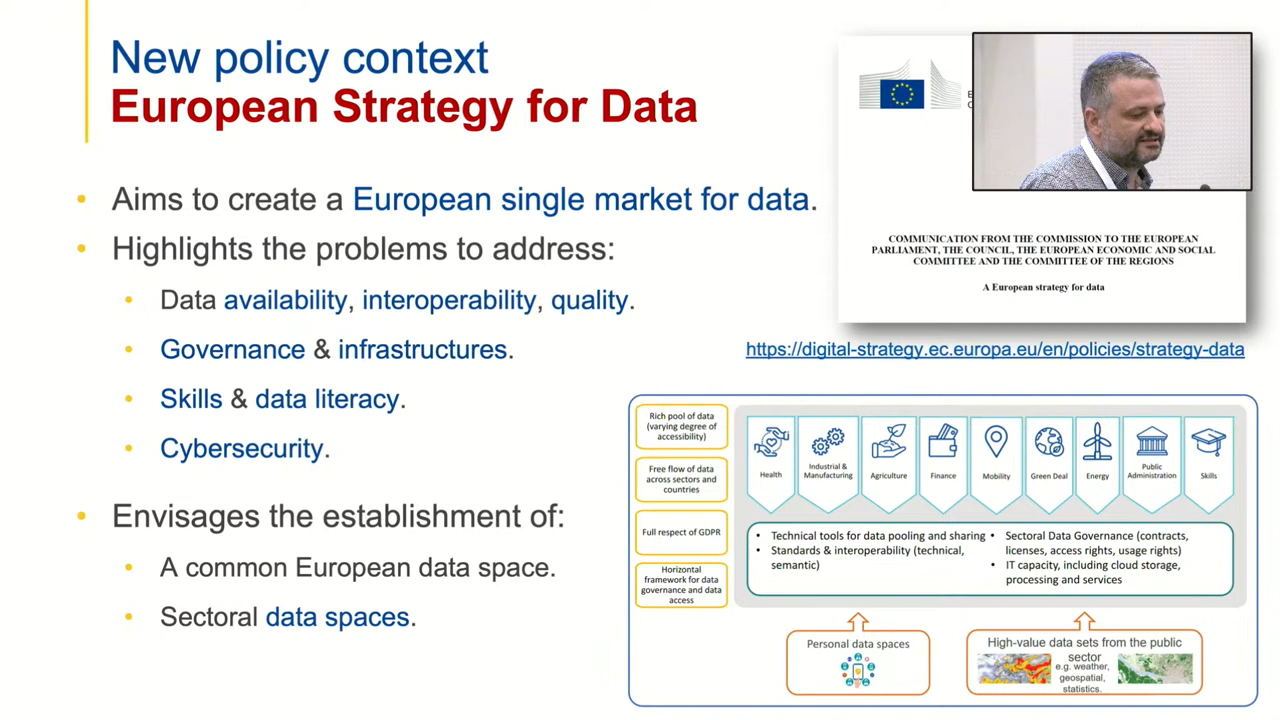 New policy context
European Strategy for Data
• Aims to create a European single market for data.
• Highlights the problems to address:
• Data availability, interoperability, quality.
• Governance & infrastructures.
• Skills & data literacy.
• Cybersecurity.
• Envisages the establishment of:
• A common European data space.
• Sectoral data spaces.
COMMUNICATION FROM THE COMMISSION TO THE EUROPEAN
PARLIAMENT, THE COUNCIL, THE EUROPEAN ECONOMIC AND SOCIAL
COMMITTEE AND THE COMMITTEE OF THE REGIONS
A European strategy for data
https://digital-strategy.ec.europa.eu/en/policies/strategy-data
Rich pool of data
(varying degree of
accessibility)
Free flow of data
across sectors and
countries
Full respect of GDPR
Horizontal
framework for data
governance and data
access
Health
Industrial &
Manufacturing
Agriculture
Finance
Mobility
Green Deal
Energy
Public
Administration
Skills
• Technical tools for data pooling and sharing
• Standards & interoperability (technical,
semantic)
• Sectoral Data Governance (contracts,
licenses, access rights, usage rights)
• IT capacity, including cloud storage,
processing and services
Personal data spaces
High-value data sets from the public
sector
e.g. weather,
geospatial,
statistics.